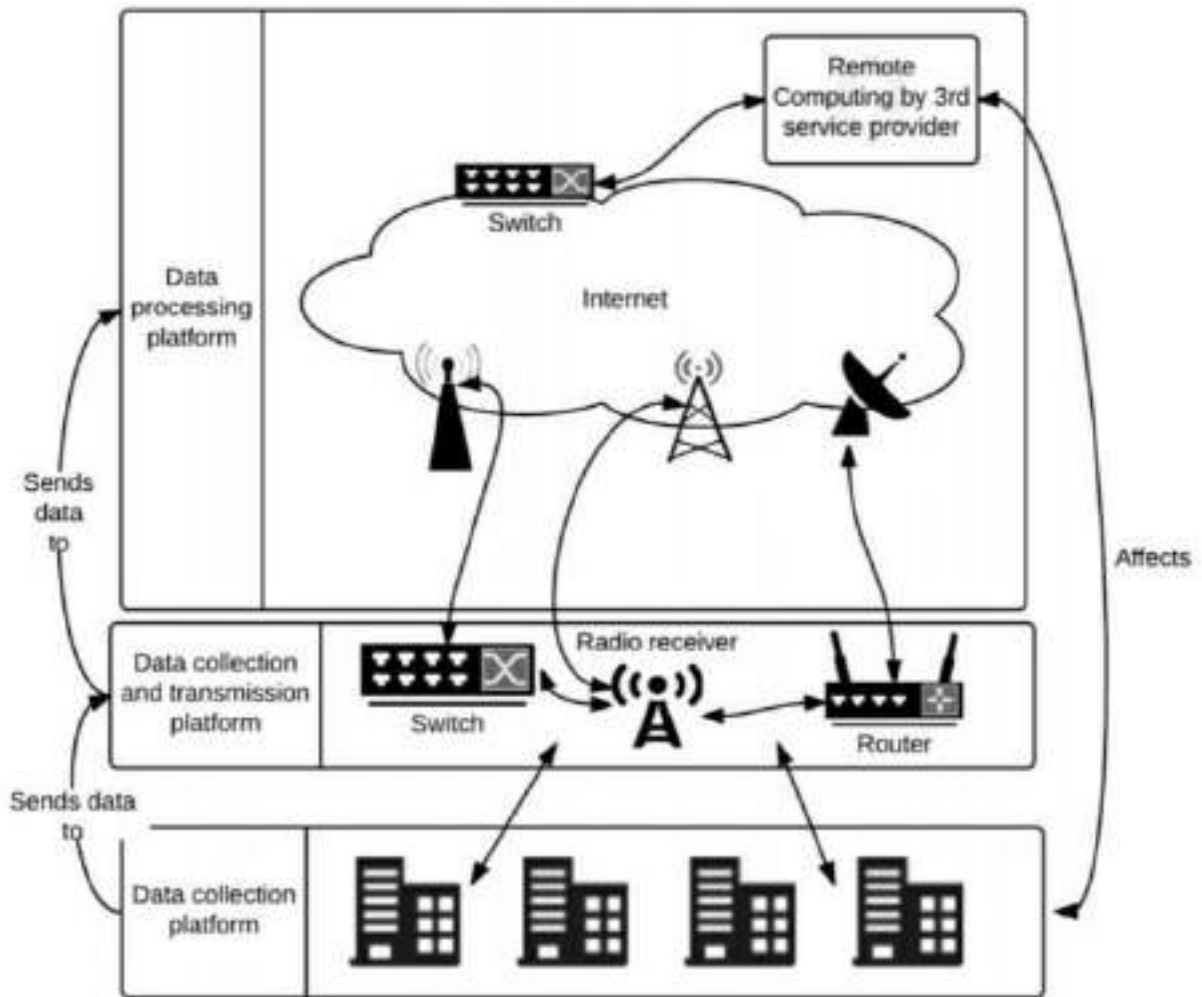 Remote
Computing by 3rd
service provider
Switch
Internet
Data
processing
platform
Sends
data
to
Affects
Data collection
and transmission
platform
Radio receiver
Switch
Router
Sends data
to
Data collection
platform